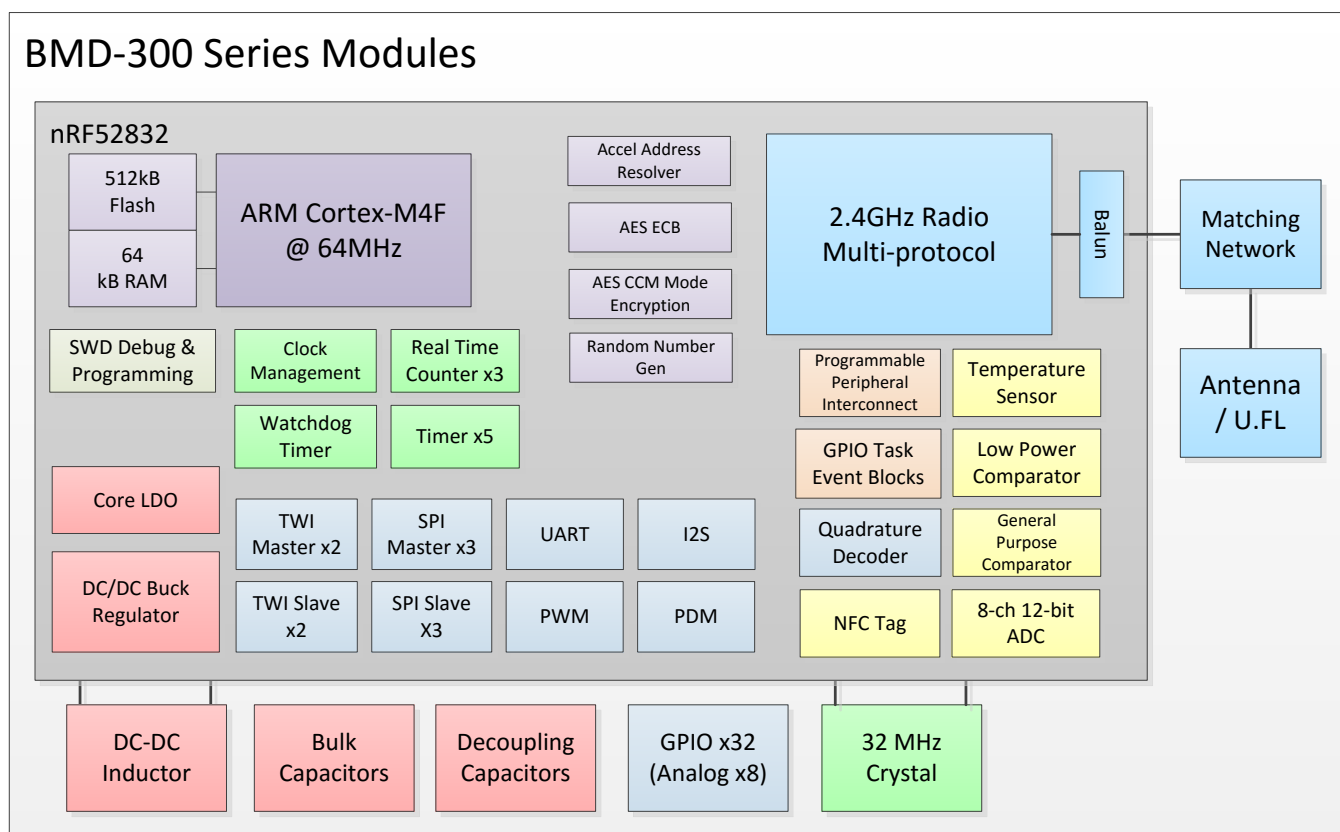 BMD-300 Series Modules
nRF52832
512kB
Flash
64
kB RAM
ARM Cortex-M4F
@ 64MHz
Accel Address
Resolver
AES ECB
AES CCM Mode
Encryption
Random Number
Gen
2.4GHz Radio
Multi-protocol
Balun
Matching
Network
Antenna
/ U.FL
SWD Debug &
Programming
Clock
Management
Real Time
Counter x3
Watchdog
Timer
Timer x5
Programmable
Peripheral
Interconnect
Temperature
Sensor
GPIO Task
Event Blocks
Low Power
Comparator
Core LDO
DC/DC Buck
Regulator
TWI
Master x2
SPI
Master x3
UART
I2S
Quadrature
Decoder
General
Purpose
Comparator
TWI Slave
x2
SPI Slave
X3
PWM
PDM
NFC Tag
8-ch 12-bit
ADC
DC-DC
Inductor
Bulk
Capacitors
Decoupling
Capacitors
GPIO x32
(Analog x8)
32 MHz
Crystal